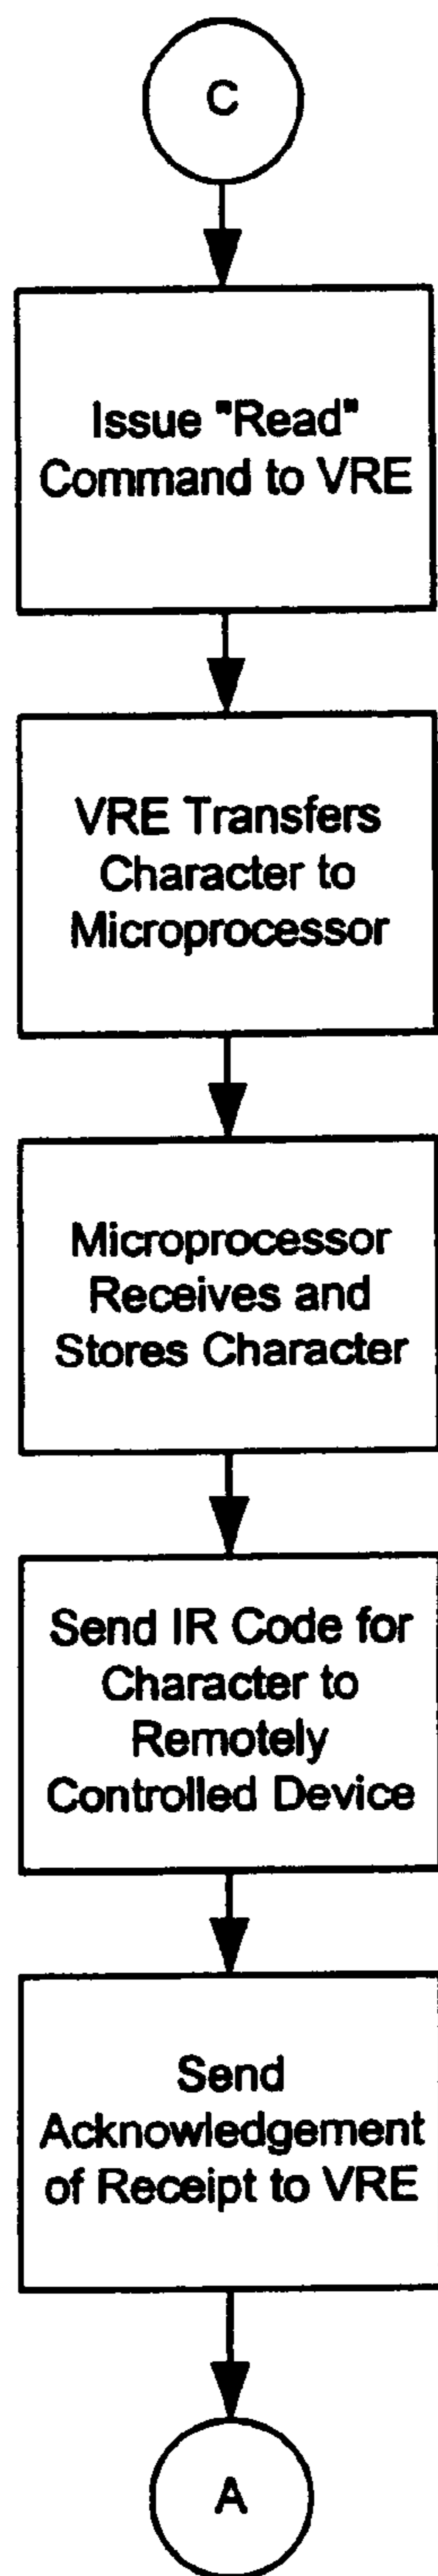 C
Issue "Read"
Command to VRE
VRE Transfers
Character to
Microprocessor
Microprocessor
Receives and
Stores Character
Send IR Code for
Character to
Remotely
Controlled Device
Send
Acknowledgement
of Receipt to VRE
A